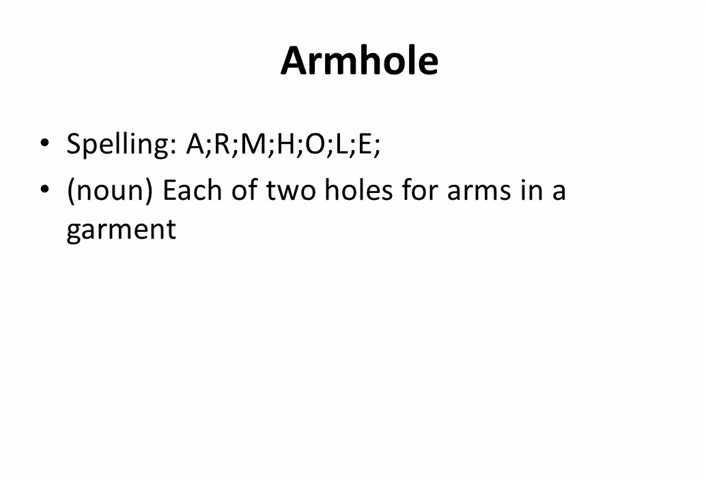 Armhole
• Spelling: A;R;M;H;O;L;E;
• (noun) Each of two holes for arms in a
garment